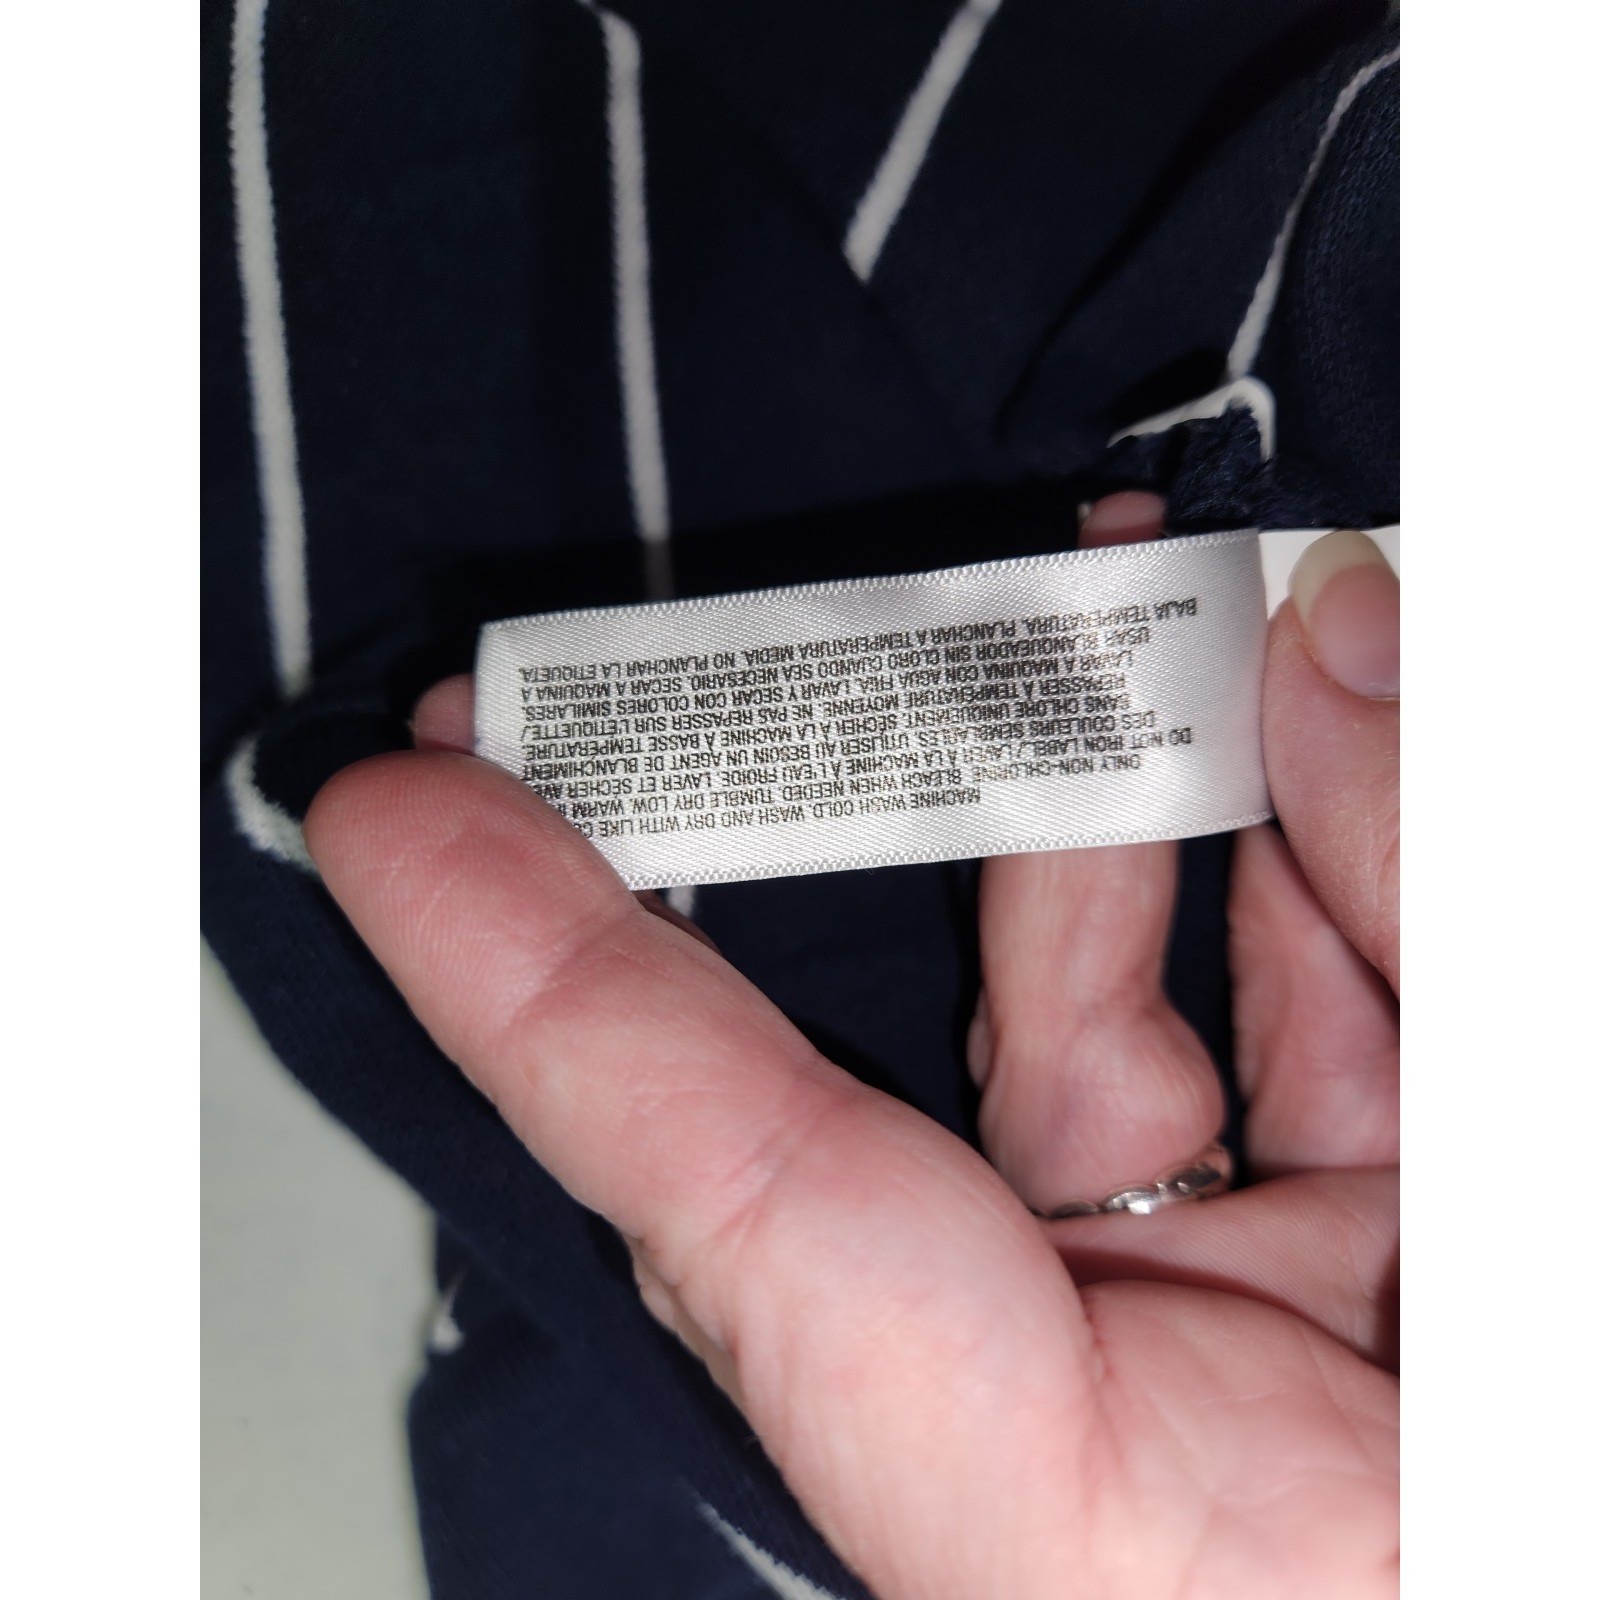 MACHINE WASH COLD. WASH AND DRY WITH LIKE
ONLY NON-CHLORINE BLEACH WHEN NEEDED. TUMBLE DRY LOW. WARM
DO NOT IRON LABEL./ LAVER À LA MACHINE À L'EAU FROIDE. LAVER ET SÉCHER
DES COULEURS SEMBLABLES. UTILISER AU BESOIN UN AGENT DE BLANCHIMENT
SANS CHLORE UNIQUEMENT. SÉCHER À LA MACHINE À BASSE TEMPÉRATURE.
REPASSER À TEMPÉRATURE MOYENNE. NE PAS REPASSER SUR L'ÉTIQUETTE./
LAVAR A MAQUINA CON AGUA FRIA. LAVAR Y SECAR CON COLORES SIMILARES.
USAR BLANQUEADOR SIN CLORO CUANDO SEA NECESARIO. SECAR A MAQUINA A
BAJA TEMPERATURA. PLANCHAR A TEMPERATURA MEDIA. NO PLANCHAR LA ETIQUETA.